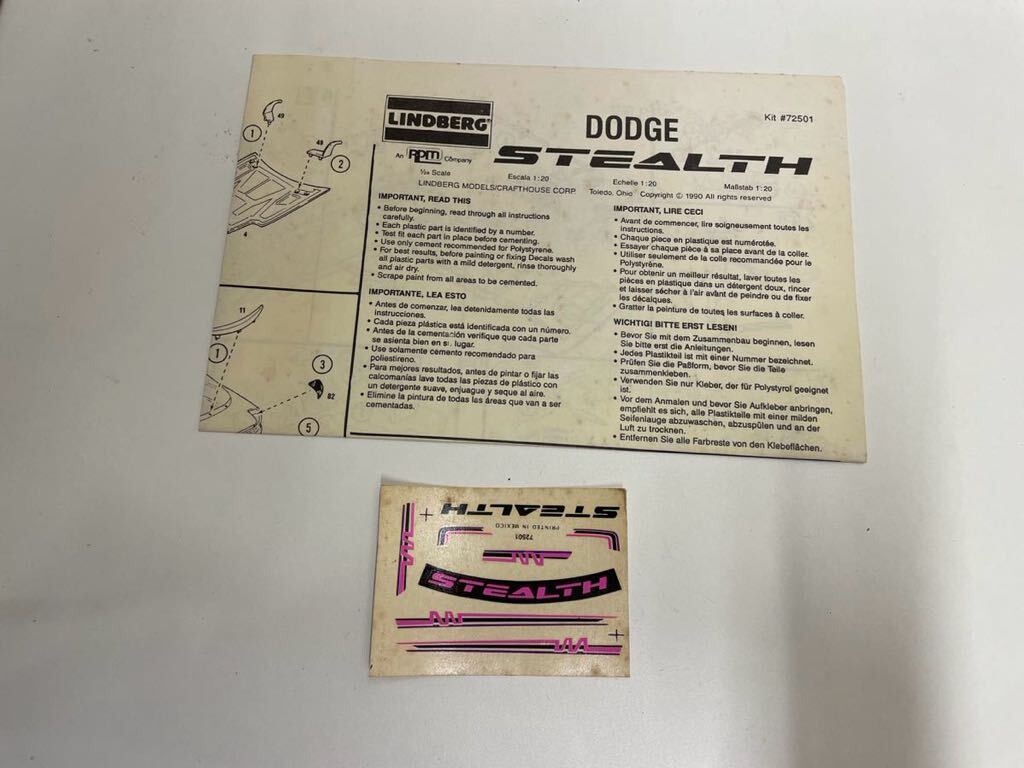 LINDBERG®
An RPM Company
DODGE
STEALTH
Kit #72501
Escala 1:20
Echelle 1:20
Maßstab 1:20
Scale
LINDBERG MODELS/CRAFTHOUSE CORP.
Toledo, Ohio Copyright © 1990 All rights reserved
IMPORTANT, READ THIS
• Before beginning, read through all instructions
carefully.
• Each plastic part is identified by a number.
• Test fit each part in place before cementing.
• Use only cement recommended for Polystyrene.
• For best results, before painting or fixing Decals wash
all plastic parts with a mild detergent, rinse thoroughly
and air dry.
• Scrape paint from all areas to be cemented.
IMPORTANTE, LEA ESTO
• Antes de comenzar, lea detenidamente todas las
instrucciones.
• Cada pieza plástica está identificada con un número.
• Antes de la cementación verifique que cada parte
se asienta bien en su lugar.
• Use solamente cemento recomendado para
poliestireno.
• Para mejores resultados, antes de pintar o fijar las
calcomanías lave todas las piezas de plástico con
un detergente suave, enjuague y seque al aire.
• Elimine la pintura de todas las áreas que van a ser
cementadas.
IMPORTANT, LIRE CECI
• Avant de commencer, lire soigneusement toutes les
instructions.
• Chaque piece en plastique est numérotée.
• Essayer chaque pièce à sa place avant de la coller.
• Utiliser seulement de la colle recommandée pour le
Polystyrène.
• Pour obtenir un meilleur résultat, laver toutes les
pièces en plastique dans un détergent doux, rincer
et laisser sécher à l'air avant de peindre ou de fixer
les décalques.
• Gratter la peinture de toutes les surfaces à coller.
WICHTIG! BITTE ERST LESEN!
• Bevor Sie mit dem Zusammenbau beginnen, lesen
Sie bitte erst die Anleitungen.
• Jedes Plastikteil ist mit einer Nummer bezeichnet.
• Prüfen Sie die Paßform, bevor Sie die Teile
zusammenkleben.
• Verwenden Sie nur Kleber, der für Polystyrol geeignet
ist.
• Vor dem Anmalen und bevor Sie Aufkleber anbringen,
empfiehlt es sich, alle Plastikteile mit einer milden
Seifenlauge abzuwaschen, abzuspülen und an der
Luft zu trocknen.
• Entfernen Sie alle Farbreste von den Klebeflächen.
1
49
48
2
4
11
1
3
82
5
STEALTH
PRINTED IN MEXICO
72501
STEALTH